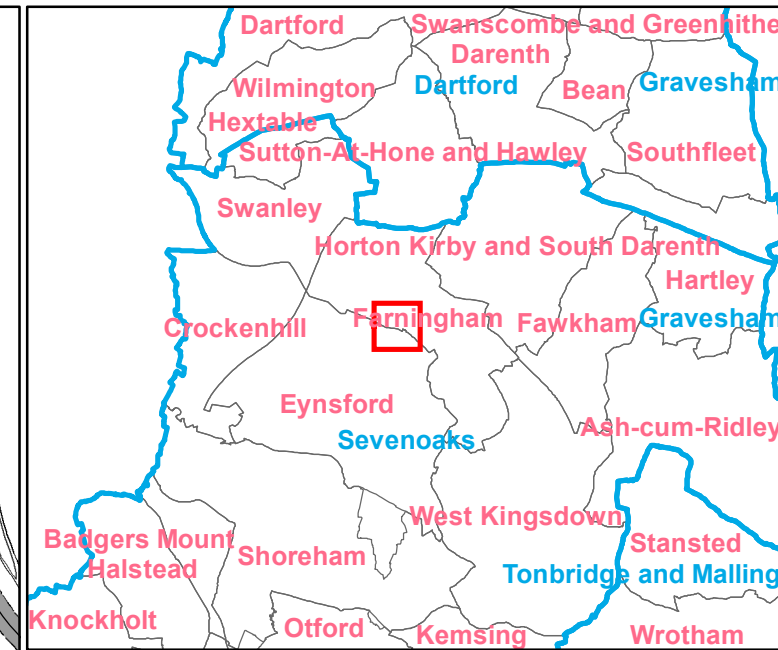 Dartford
Swanscombe and Greenhithe
Darenth
Wilmington
Dartford
Bean
Gravesham
Hextable
Sutton-At-Hone and Hawley
Southfleet
Swanley
Horton Kirby and South Darenth
Hartley
Crockenhill
Farningham
Fawkham
Gravesham
Eynsford
Sevenoaks
Ash-cum-Ridley
West Kingsdown
Badgers Mount
Shoreham
Stansted
Halstead
Tonbridge and Malling
Knockholt
Otford
Kemsing
Wrotham